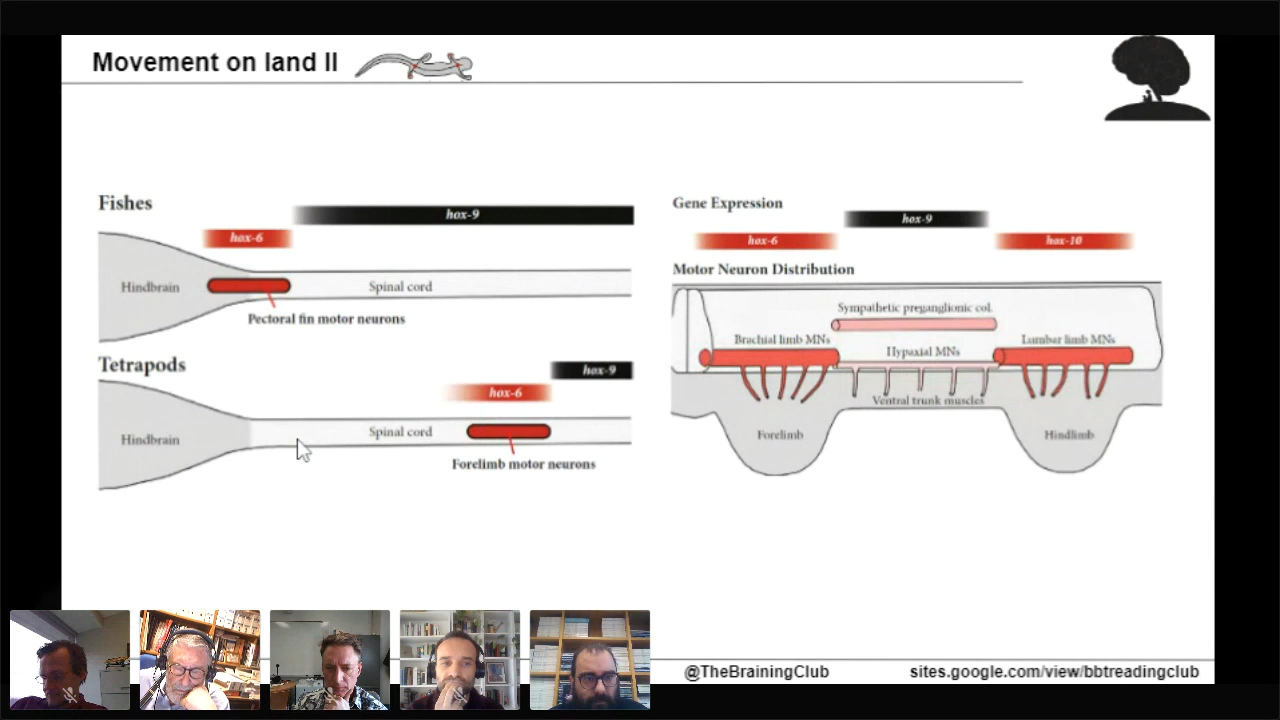 Movement on land II
Fishes
hox-9
hox-6
Hindbrain
Spinal cord
Pectoral fin motor neurons
Tetrapods
hox-9
hox-6
Hindbrain
Spinal cord
Forelimb motor neurons
Gene Expression
hox-9
hox-6
hox-10
Motor Neuron Distribution
Sympathetic preganglionic col.
Brachial limb MNs
Hypaxial MNs
Lumbar limb MNs
Ventral trunk muscles
Forelimb
Hindlimb
@TheBrainingClub
sites.google.com/view/bbtreadingclub